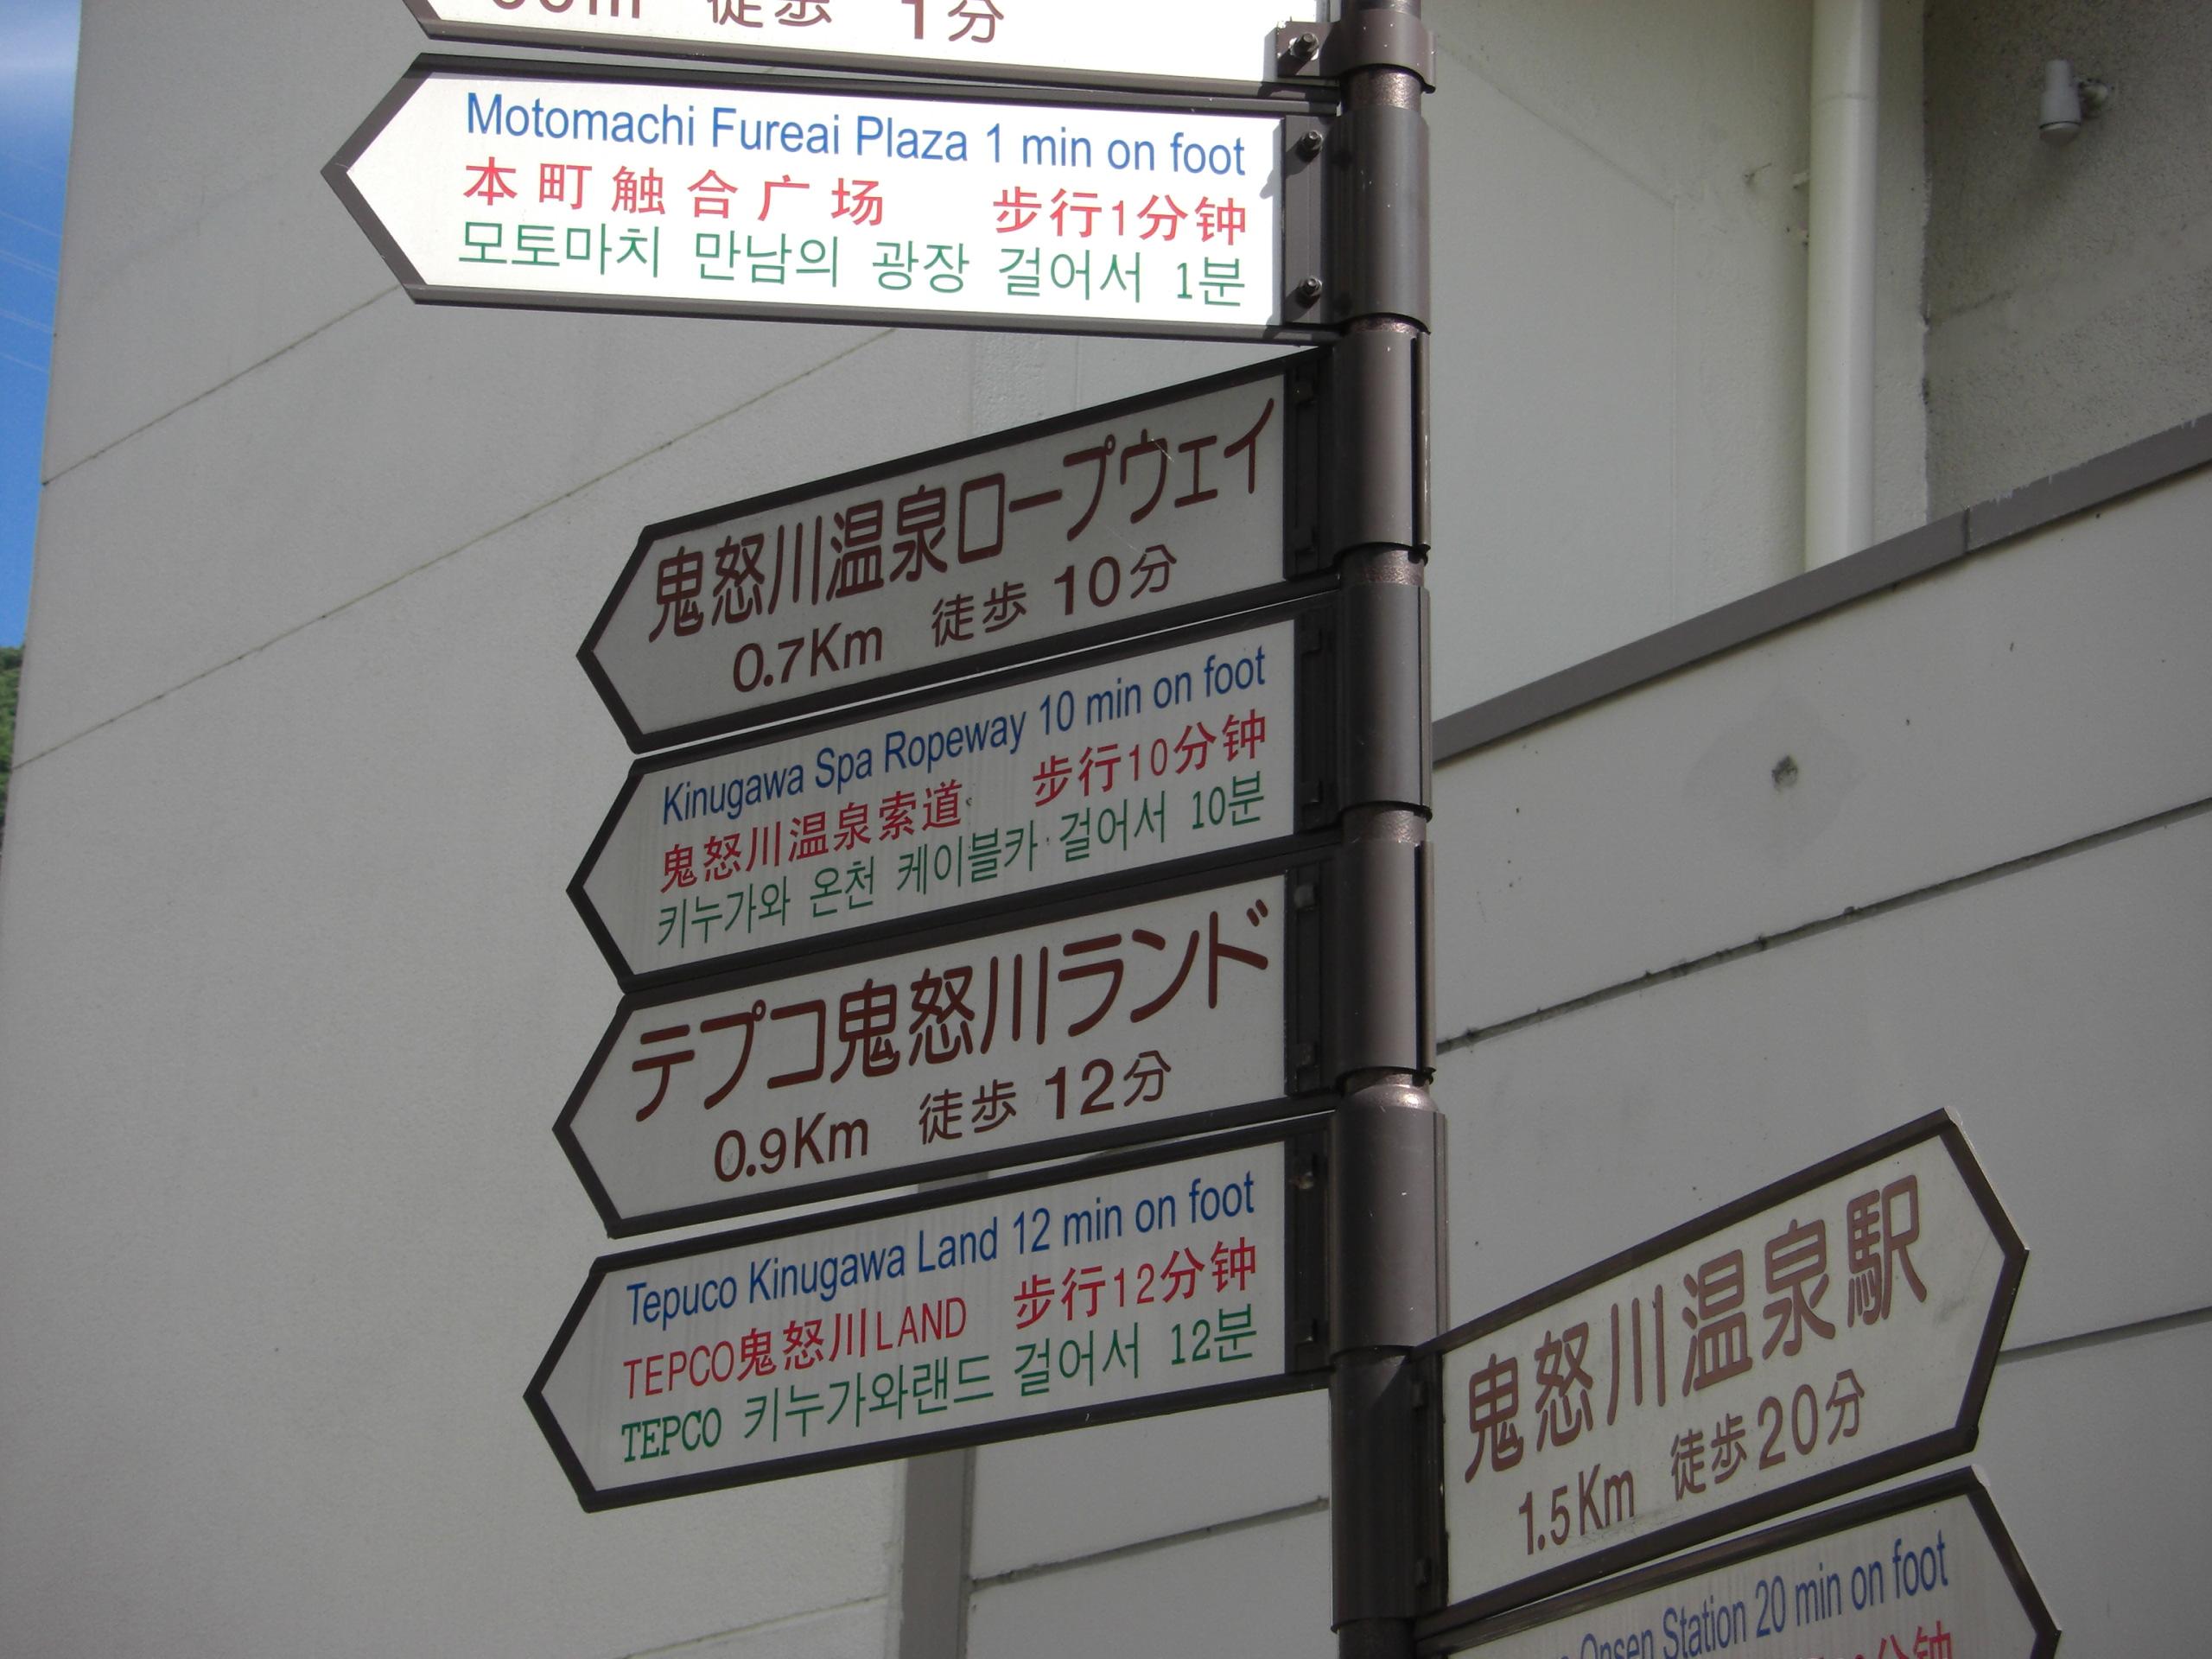 徒歩 1分
Motomachi Fureai Plaza 1 min on foot
本町触合广场 步行1分钟
모토마치 만남의 광장 걸어서 1분
鬼怒川温泉ロープウェイ
0.7Km 徒歩 10分
Kinugawa Spa Ropeway 10 min on foot
鬼怒川温泉索道 步行10分钟
키누가와 온천 케이블카 걸어서 10분
テプコ鬼怒川ランド
0.9Km 徒歩 12分
Tepuco Kinugawa Land 12 min on foot
TEPCO鬼怒川LAND 步行12分钟
TEPCO 키누가와랜드 걸어서 12분
鬼怒川温泉駅
1.5Km 徒歩20分
Onsen Station 20 min on foot
分钟